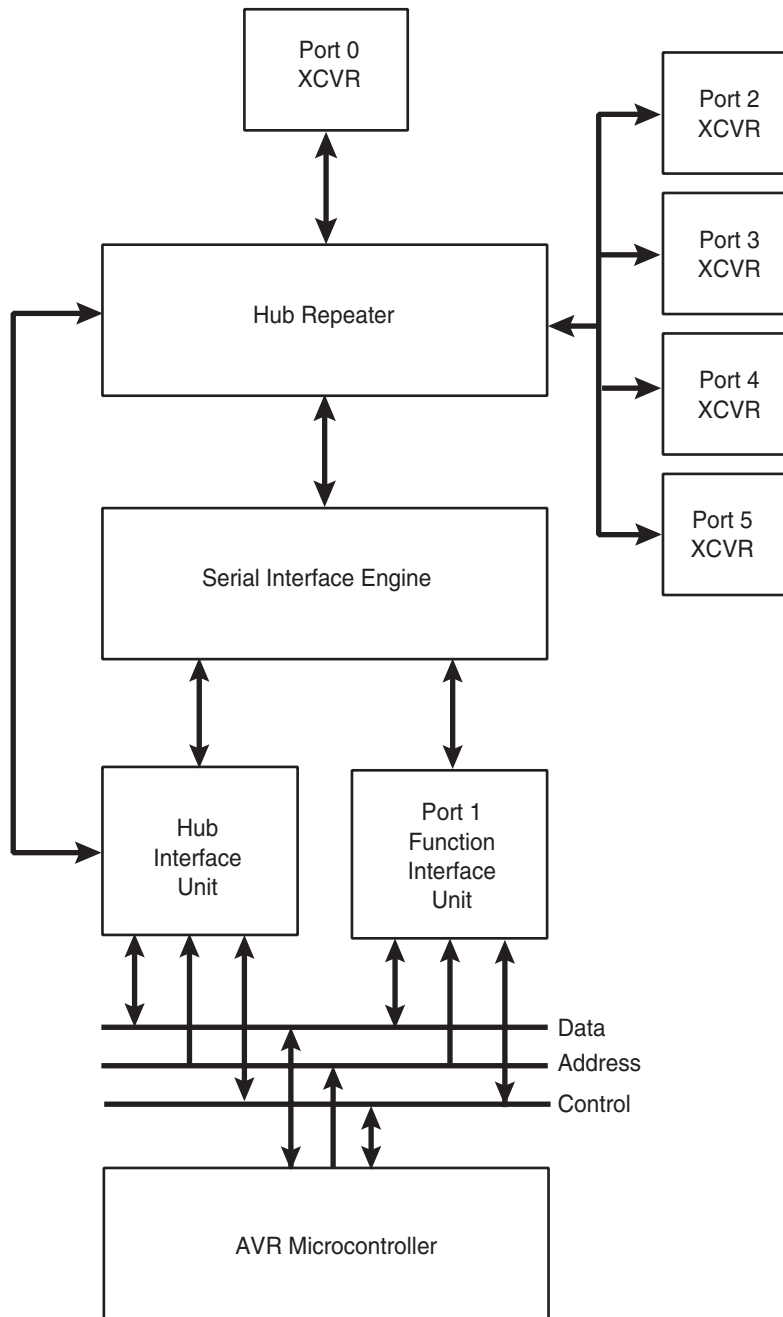 Port 0
XCVR
Port 2
XCVR
Port 3
XCVR
Hub Repeater
Port 4
XCVR
Port 5
XCVR
Serial Interface Engine
Hub
Interface
Unit
Port 1
Function
Interface
Unit
Data
Address
Control
AVR Microcontroller